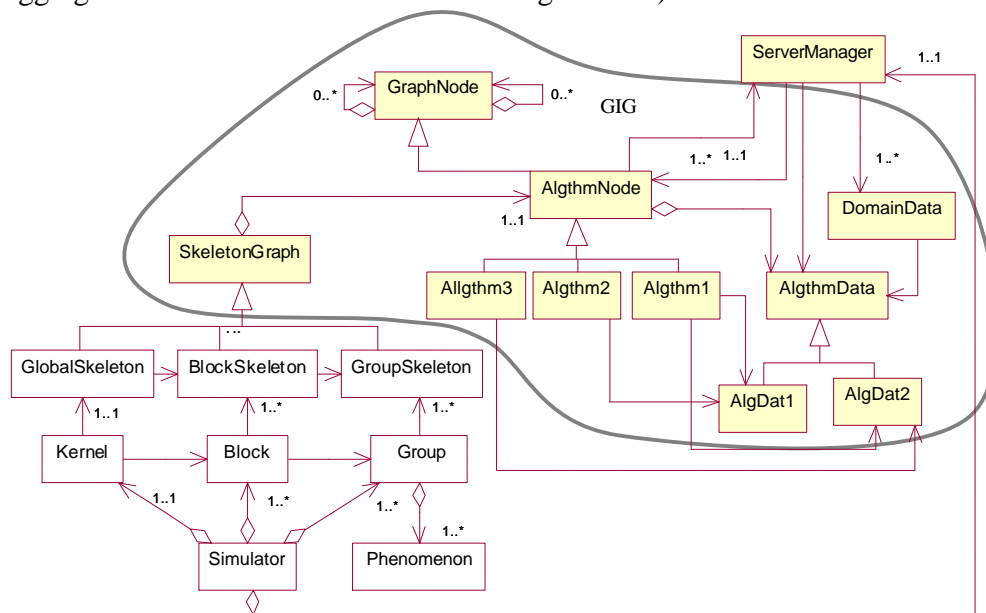 ServerManager
1..1
GraphNode
0..*
0..*
GIG
1..*
1..1
AlgthmNode
1..*
1..1
DomainData
SkeletonGraph
Allgthm3
Algthm2
Algthm1
AlgthmData
...
GlobalSkeleton
BlockSkeleton
GroupSkeleton
AlgDat1
AlgDat2
1..1
1..*
1..*
Kernel
Block
Group
1..1
1..*
1..*
1..*
Simulator
Phenomenon